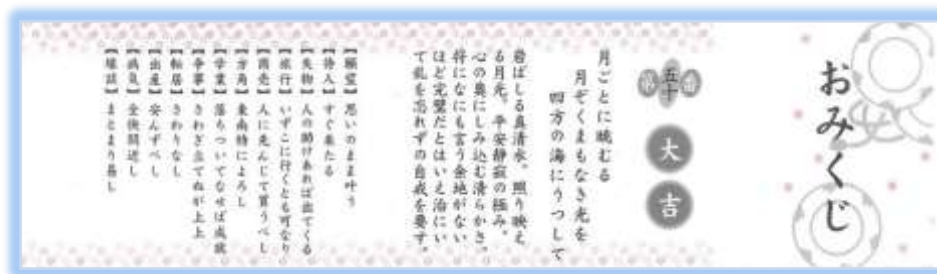 おみくじ
第五十番
大吉
月ごとに眺むる
月ぞくまもなき光を
四方の海にうつして
岩ばしる真清水。照り映え
る月光。平安静寂の極み。
心の奥にしみ込む清らかさ。
特になにも言う余地がない
ほど完璧だとはいえ治にい
て乱を忘れずの自戒を要す。
【願望】思いのまま叶う
【待人】すぐ来たる
【失物】人の助けあれば出てくる
【旅行】いずこに行くとも可なり
【商売】人に先んじて買うべし
【方角】東南特によろし
【学業】落ちついてなせば成就
【争事】さわぎ立てぬが上上
【転居】さわりなし
【出産】安んずべし
【病気】全快間近し
【縁談】まとまり易し